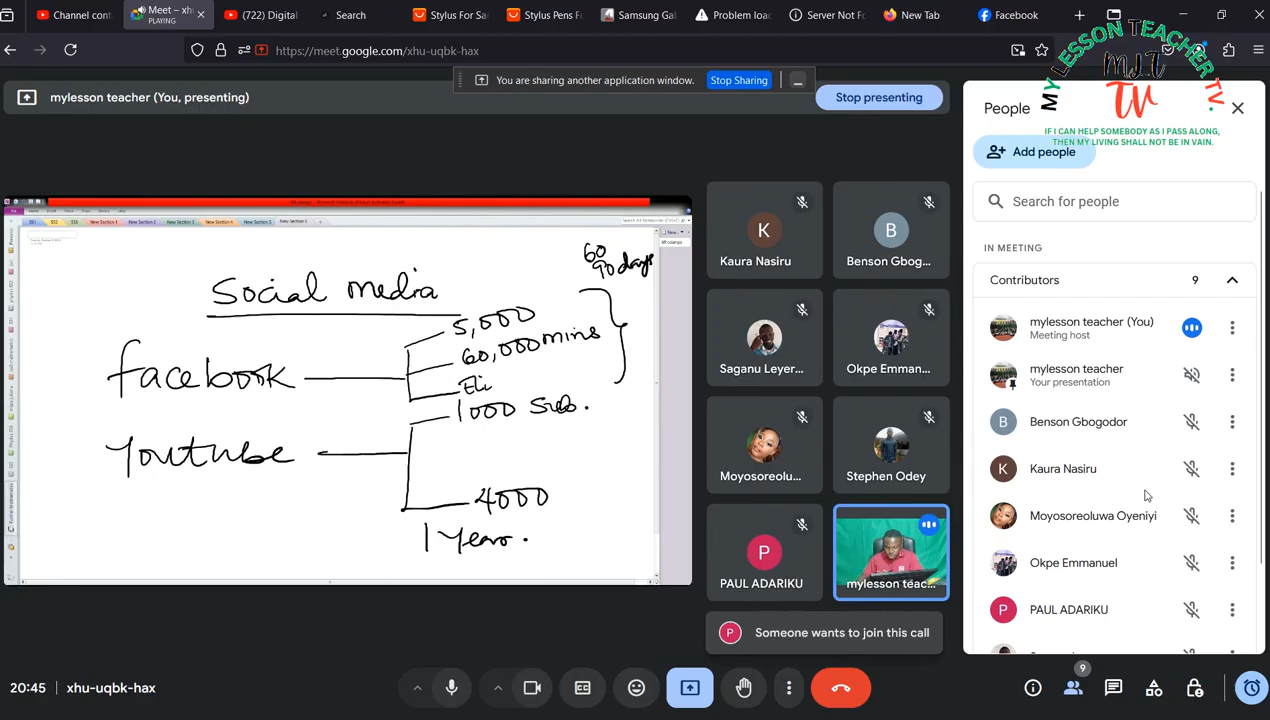 Channel cont
Meet – xh
PLAYING
(722) Digital
Search
Stylus For Sa
Stylus Pens F
Samsung Gal
Problem loa
Server Not F
New Tab
Facebook
https://meet.google.com/xhu-uqbk-hax
You are sharing another application window.
Stop Sharing
MY LESSON TEACHER TV.
MLT
TV
IF I CAN HELP SOMEBODY AS I PASS ALONG,
THEN MY LIVING SHALL NOT BE IN VAIN.
mylesson teacher (You, presenting)
Stop presenting
People
Add people
Search for people
IN MEETING
Contributors 9
mylesson teacher (You)
Meeting host
mylesson teacher
Your presentation
Benson Gbogodor
Kaura Nasiru
Moyosoreoluwa Oyeniyi
Okpe Emmanuel
PAUL ADARIKU
60
90 days
Social media
5,000
60,000 mins
facebook
Eli
1000 Sub.
Youtube
4000
1 Year.
K
Kaura Nasiru
B
Benson Gbog...
Saganu Leyer...
Okpe Emman...
Moyosoreolu...
Stephen Odey
P
PAUL ADARIKU
mylesson teac...
P
Someone wants to join this call
20:45
xhu-uqbk-hax
9